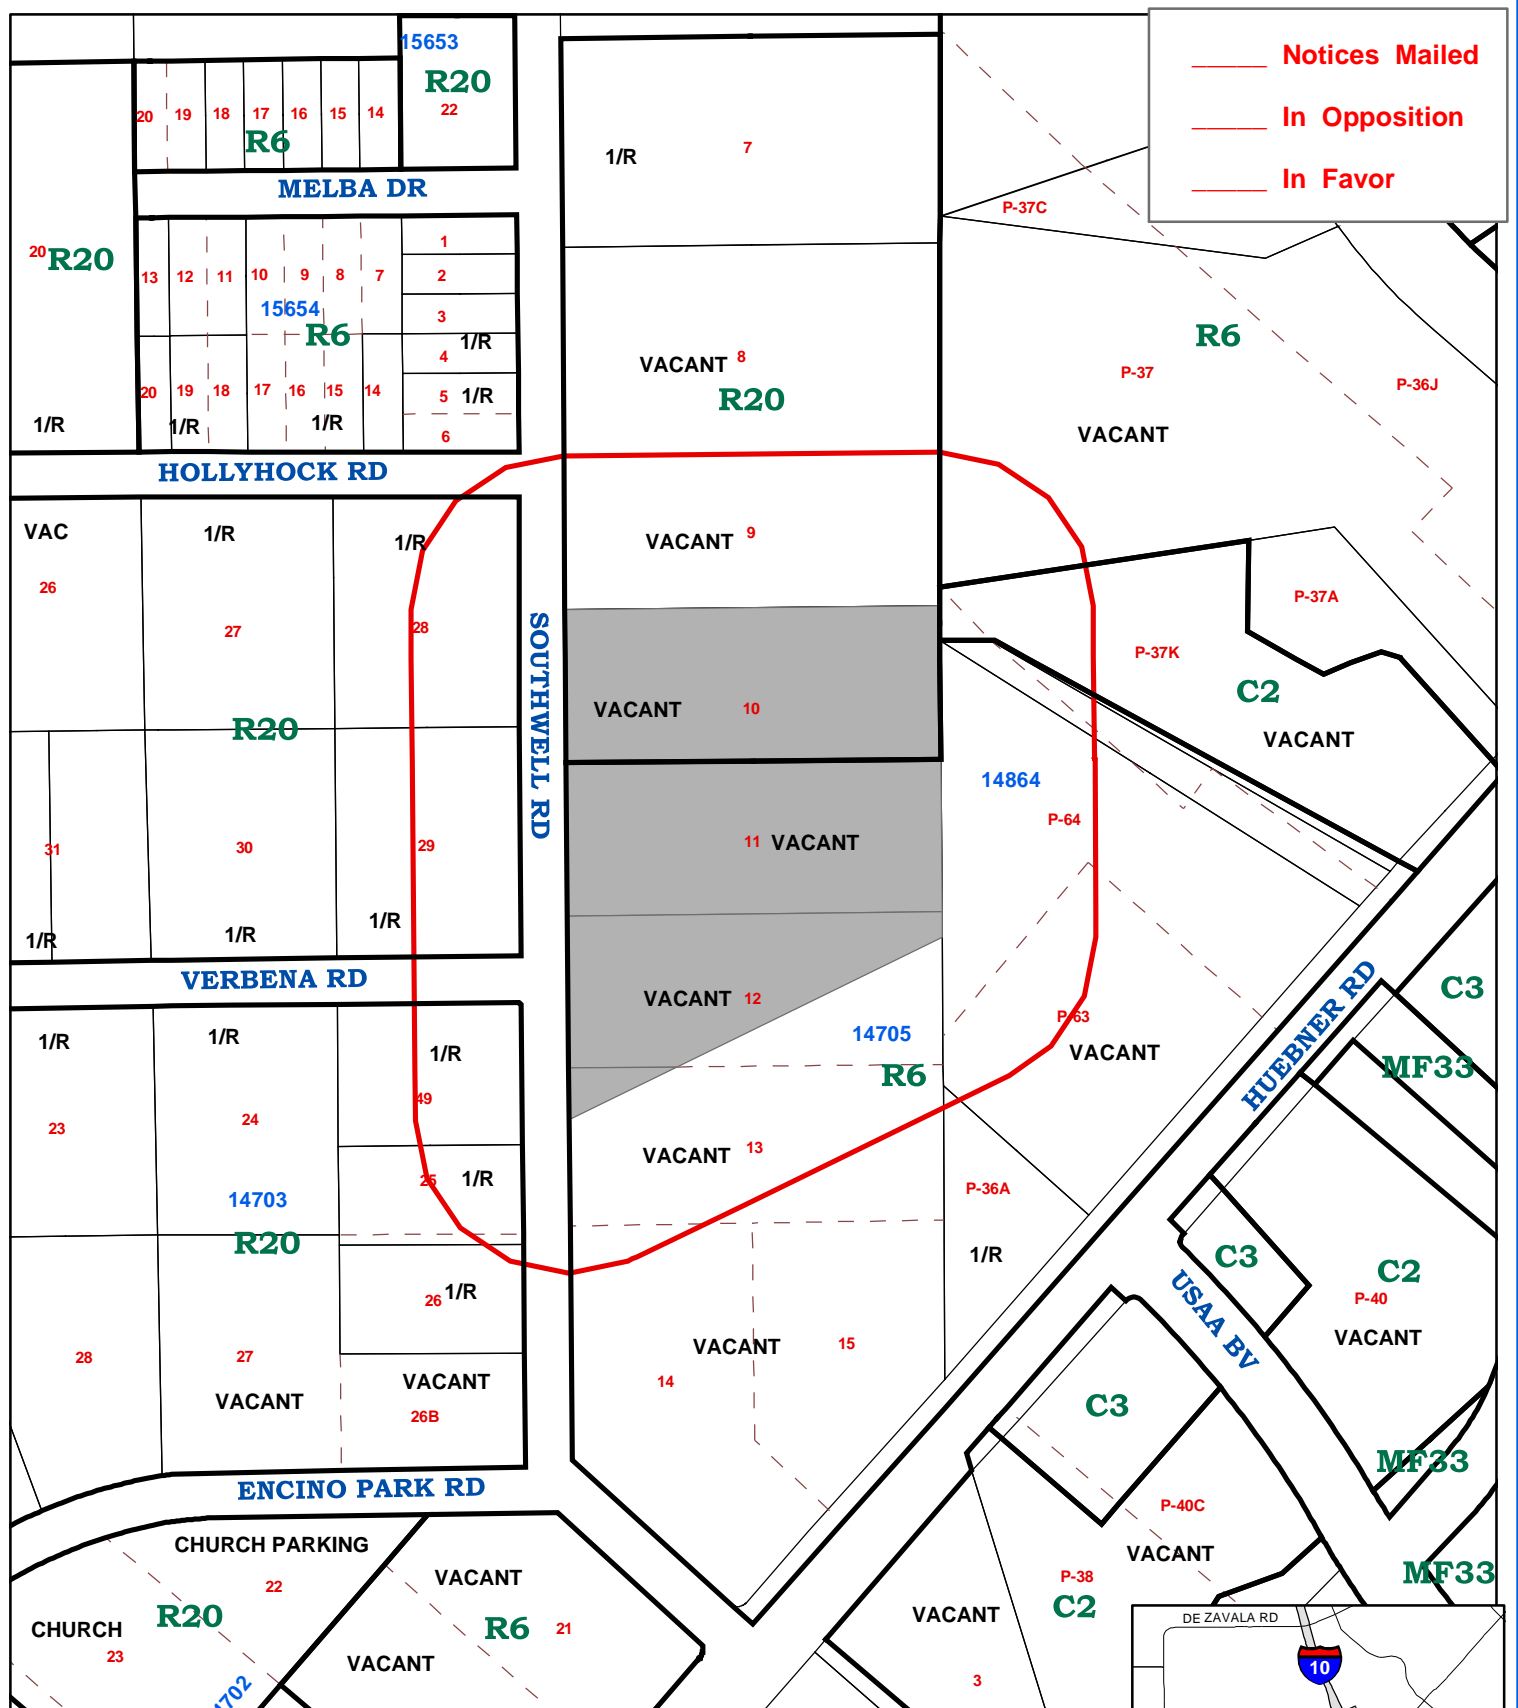 15653
R20
22
_____ Notices Mailed
_____ In Opposition
_____ In Favor
20 19 18 17 16 15 14
R6
MELBA DR
1/R 7
P-37C
20 R20
13 12 11 10 9 8 7
1
2
3
4
5
6
15654
R6
1/R
1/R
20 19 18 17 16 15 14
1/R
1/R
1/R
VACANT 8
R20
R6
P-37
P-36J
VACANT
HOLLYHOCK RD
VAC
26
1/R
27
1/R
28
VACANT 9
P-37A
P-37K
C2
VACANT
SOUTHWELL RD
VACANT 10
R20
14864
P-64
31
30
29
11 VACANT
1/R
1/R
1/R
VERBENA RD
VACANT 12
14705
R6
P-63
VACANT
HUEBNER RD
C3
MF33
1/R
1/R
1/R
23
24
49
VACANT 13
25 1/R
14703
R20
P-36A
1/R
C3
C2
P-40
VACANT
USAA BV
26 1/R
28
27
VACANT
VACANT
26B
VACANT
14
15
C3
MF33
ENCINO PARK RD
P-40C
VACANT
MF33
CHURCH PARKING
22
R20
CHURCH
23
VACANT
R6 21
VACANT
P-38
C2
VACANT
3
DE ZAVALA RD
10